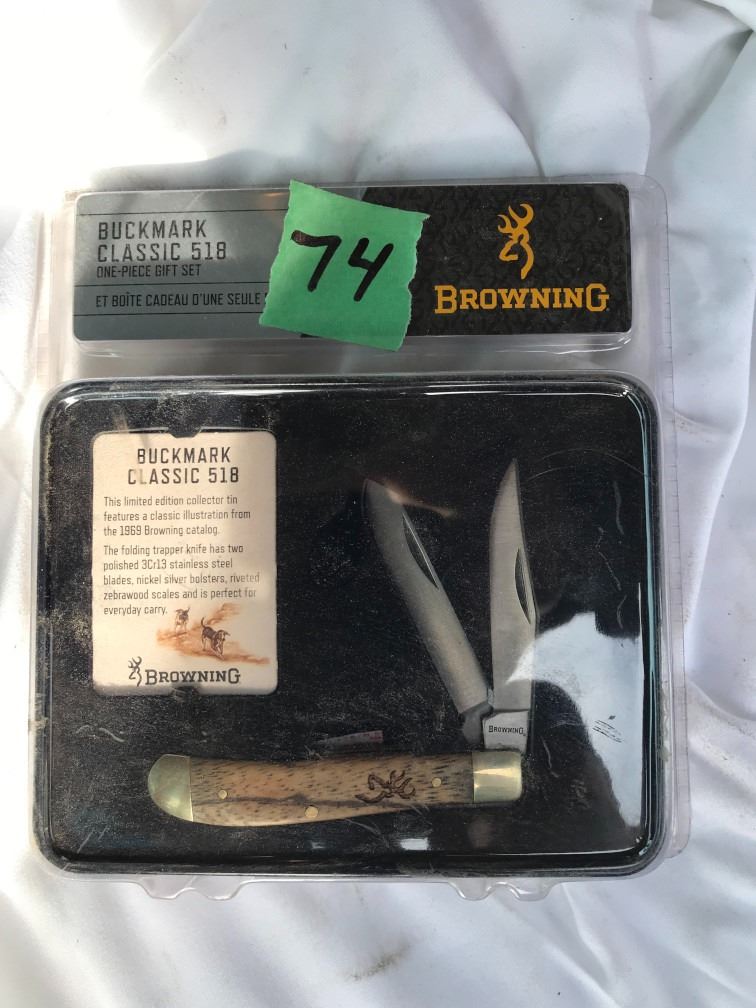 BUCKMARK
CLASSIC 518
ONE-PIECE GIFT SET
ET BOÎTE CADEAU D'UNE SEULE
74
BROWNING
BUCKMARK
CLASSIC 518
This limited edition collector tin
features a classic illustration from
the 1969 Browning catalog.
The folding trapper knife has two
polished 3Cr13 stainless steel
blades, nickel silver bolsters, riveted
zebrawood scales and is perfect for
everyday carry.
BROWNING
BROWNING